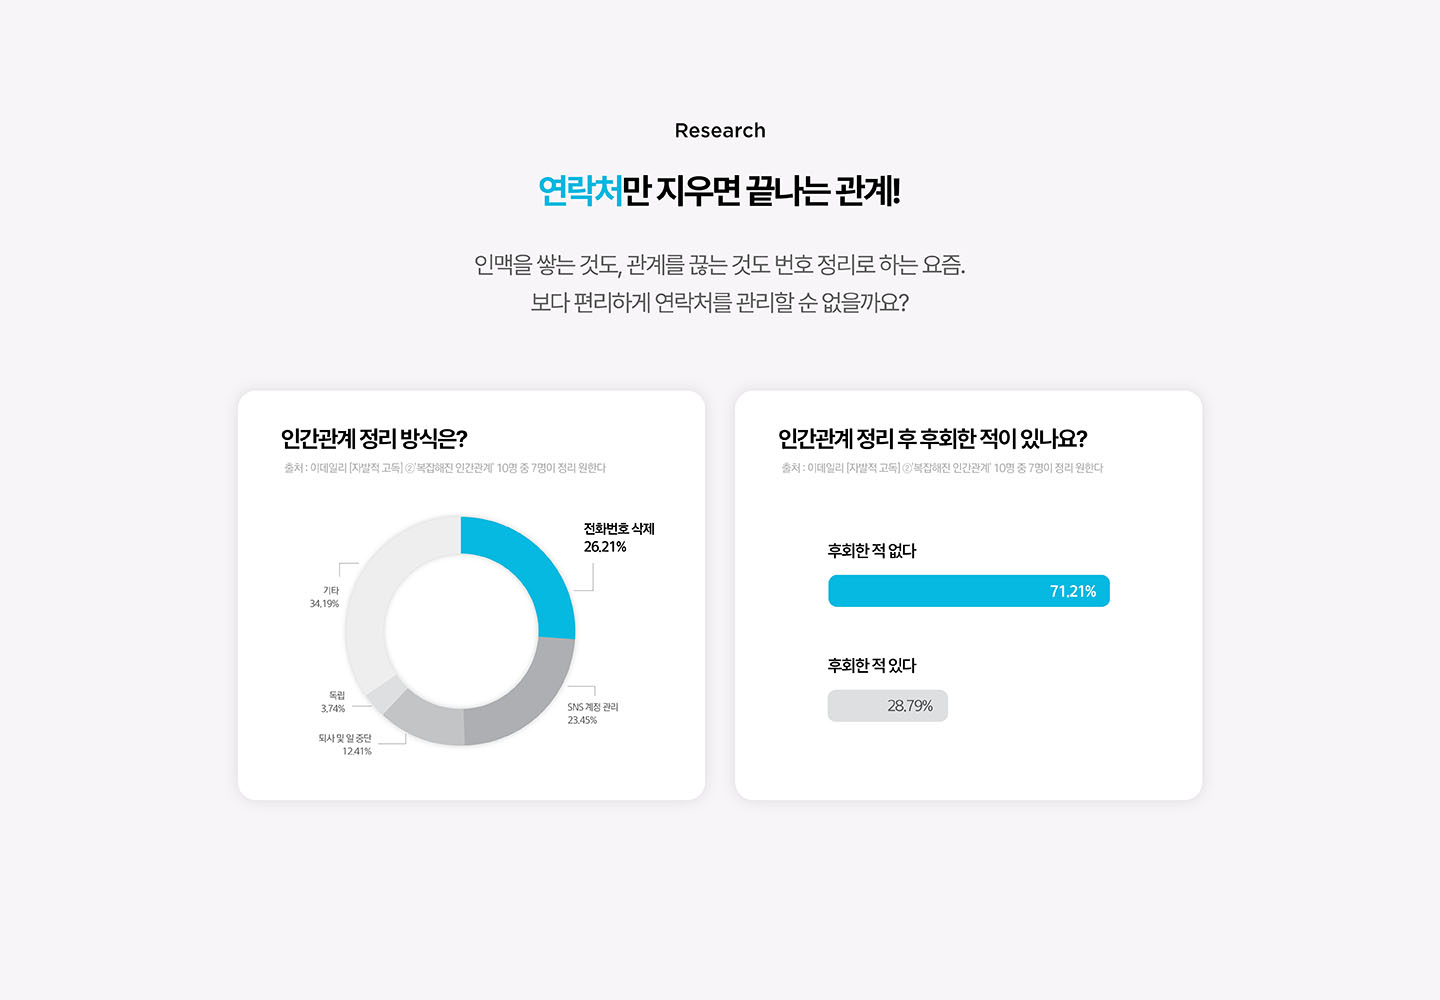 Research
연락처만 지우면 끝나는 관계!
인맥을 쌓는 것도, 관계를 끊는 것도 번호 정리로 하는 요즘.
보다 편리하게 연락처를 관리할 순 없을까요?
인간관계 정리 방식은?
출처 : 이데일리 [자발적 고독] ②'복잡해진 인간관계' 10명 중 7명이 정리 원한다
전화번호 삭제
26.21%
기타
34.19%
독립
3.74%
SNS 계정 관리
23.45%
퇴사 및 일 중단
12.41%
인간관계 정리 후 후회한 적이 있나요?
출처 : 이데일리 [자발적 고독] ②'복잡해진 인간관계' 10명 중 7명이 정리 원한다
후회한 적 없다
71.21%
후회한 적 있다
28.79%